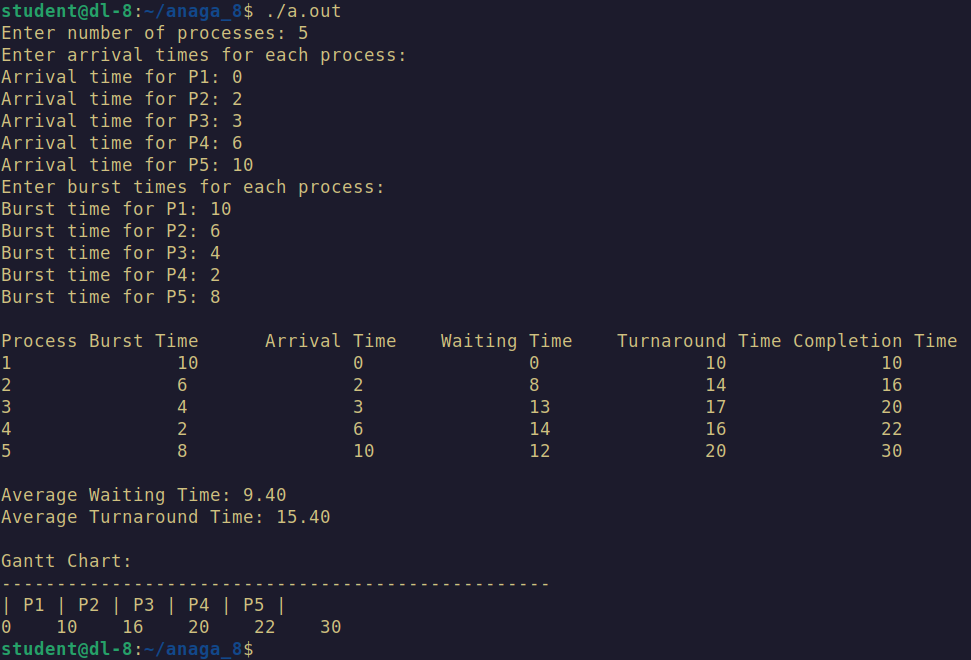 student@dl-8:~/anaga_8$ ./a.out
Enter number of processes: 5
Enter arrival times for each process:
Arrival time for P1: 0
Arrival time for P2: 2
Arrival time for P3: 3
Arrival time for P4: 6
Arrival time for P5: 10
Enter burst times for each process:
Burst time for P1: 10
Burst time for P2: 6
Burst time for P3: 4
Burst time for P4: 2
Burst time for P5: 8

Process Burst Time      Arrival Time    Waiting Time    Turnaround Time Completion Time
1               10              0               0               10              10
2               6               2               8               14              16
3               4               3               13              17              20
4               2               6               14              16              22
5               8               10              12              20              30

Average Waiting Time: 9.40
Average Turnaround Time: 15.40

Gantt Chart:
--------------------------------------------------
| P1 | P2 | P3 | P4 | P5 |
0    10    16    20    22    30
student@dl-8:~/anaga_8$